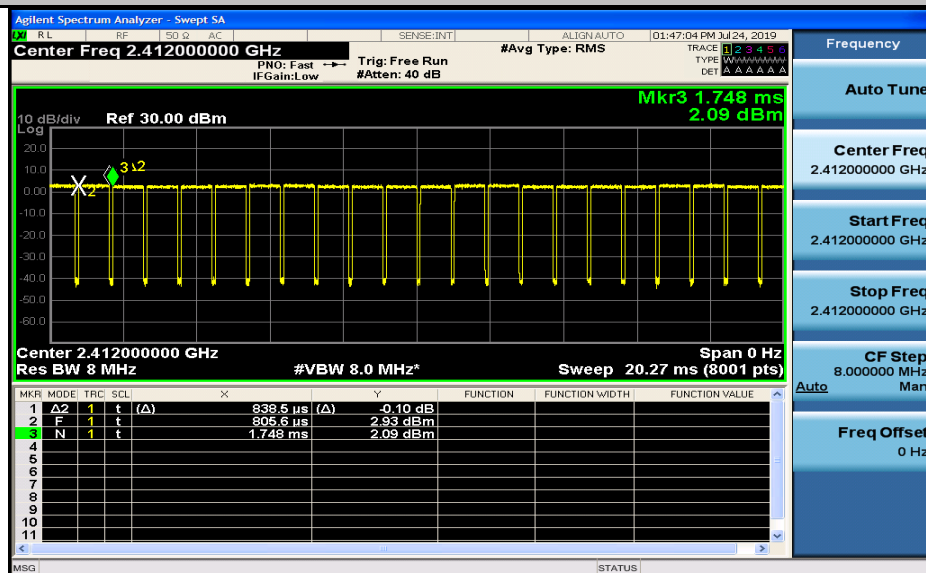 Agilent Spectrum Analyzer - Swept SA
LXI RL RF 50 Ω AC SENSE:INT ALIGN AUTO 01:47:04 PM Jul 24, 2019
Center Freq 2.412000000 GHz #Avg Type: RMS TRACE 1 2 3 4 5 6
PNO: Fast Trig: Free Run TYPE W
IFGain:Low #Atten: 40 dB DET A A A A A A
Mkr3 1.748 ms
10 dB/div Ref 30.00 dBm 2.09 dBm
Log
20.0
10.0
0.00
-10.0
-20.0
-30.0
-40.0
-50.0
-60.0
3 Δ2
X2
Center 2.412000000 GHz Span 0 Hz
Res BW 8 MHz #VBW 8.0 MHz* Sweep 20.27 ms (8001 pts)
MKR MODE TRC SCL X Y FUNCTION FUNCTION WIDTH FUNCTION VALUE
1 Δ2 1 t (Δ) 838.5 µs (Δ) -0.10 dB
2 F 1 t 805.6 µs 2.93 dBm
3 N 1 t 1.748 ms 2.09 dBm
4
5
6
7
8
9
10
11
MSG STATUS
Frequency
Auto Tune
Center Freq
2.412000000 GHz
Start Freq
2.412000000 GHz
Stop Freq
2.412000000 GHz
CF Step
8.000000 MHz
Auto Man
Freq Offset
0 Hz